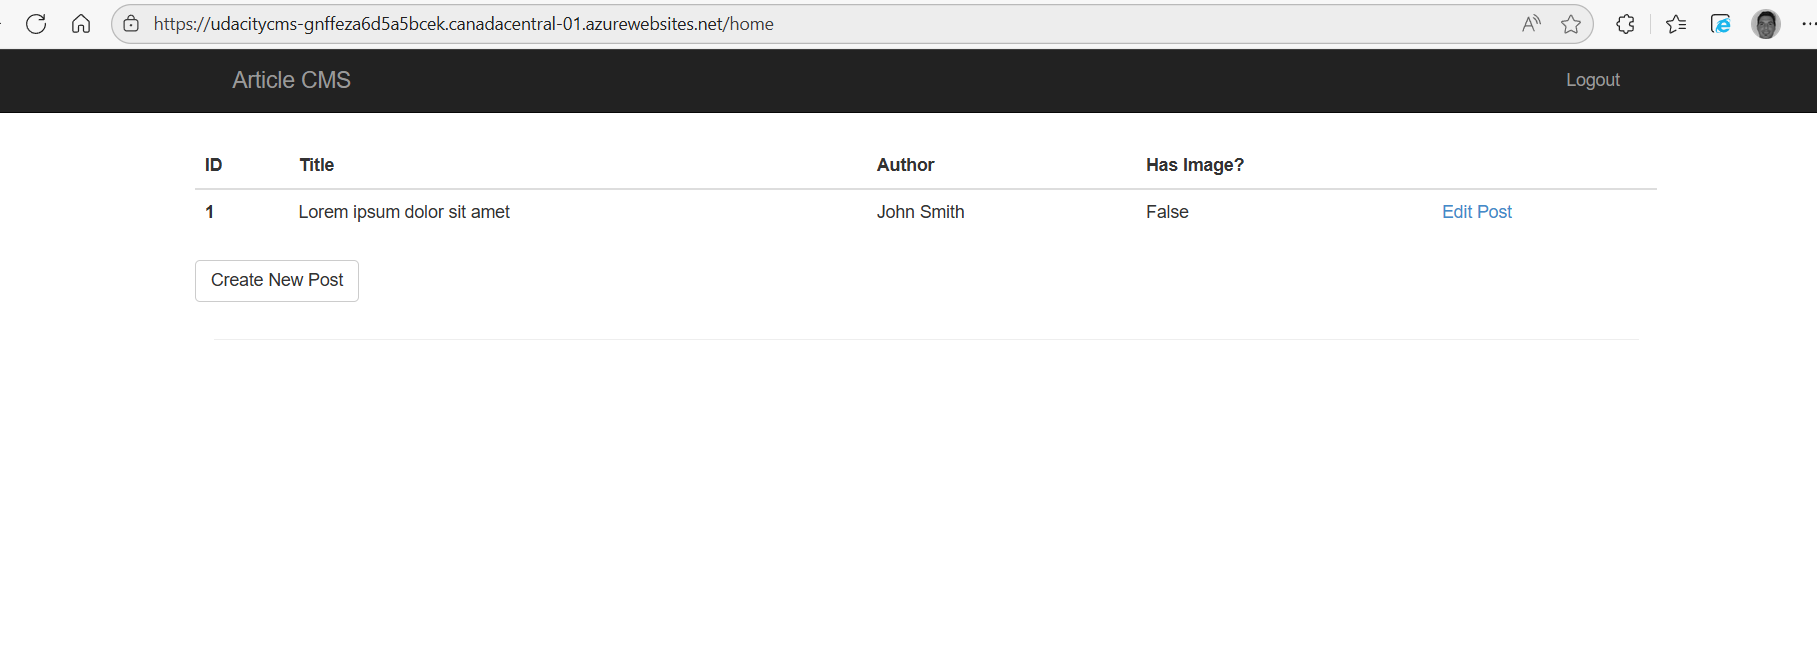 https://udacitycms-gnffeza6d5a5bcek.canadacentral-01.azurewebsites.net/home
Article CMS Logout
ID Title Author Has Image?
1 Lorem ipsum dolor sit amet John Smith False Edit Post
Create New Post